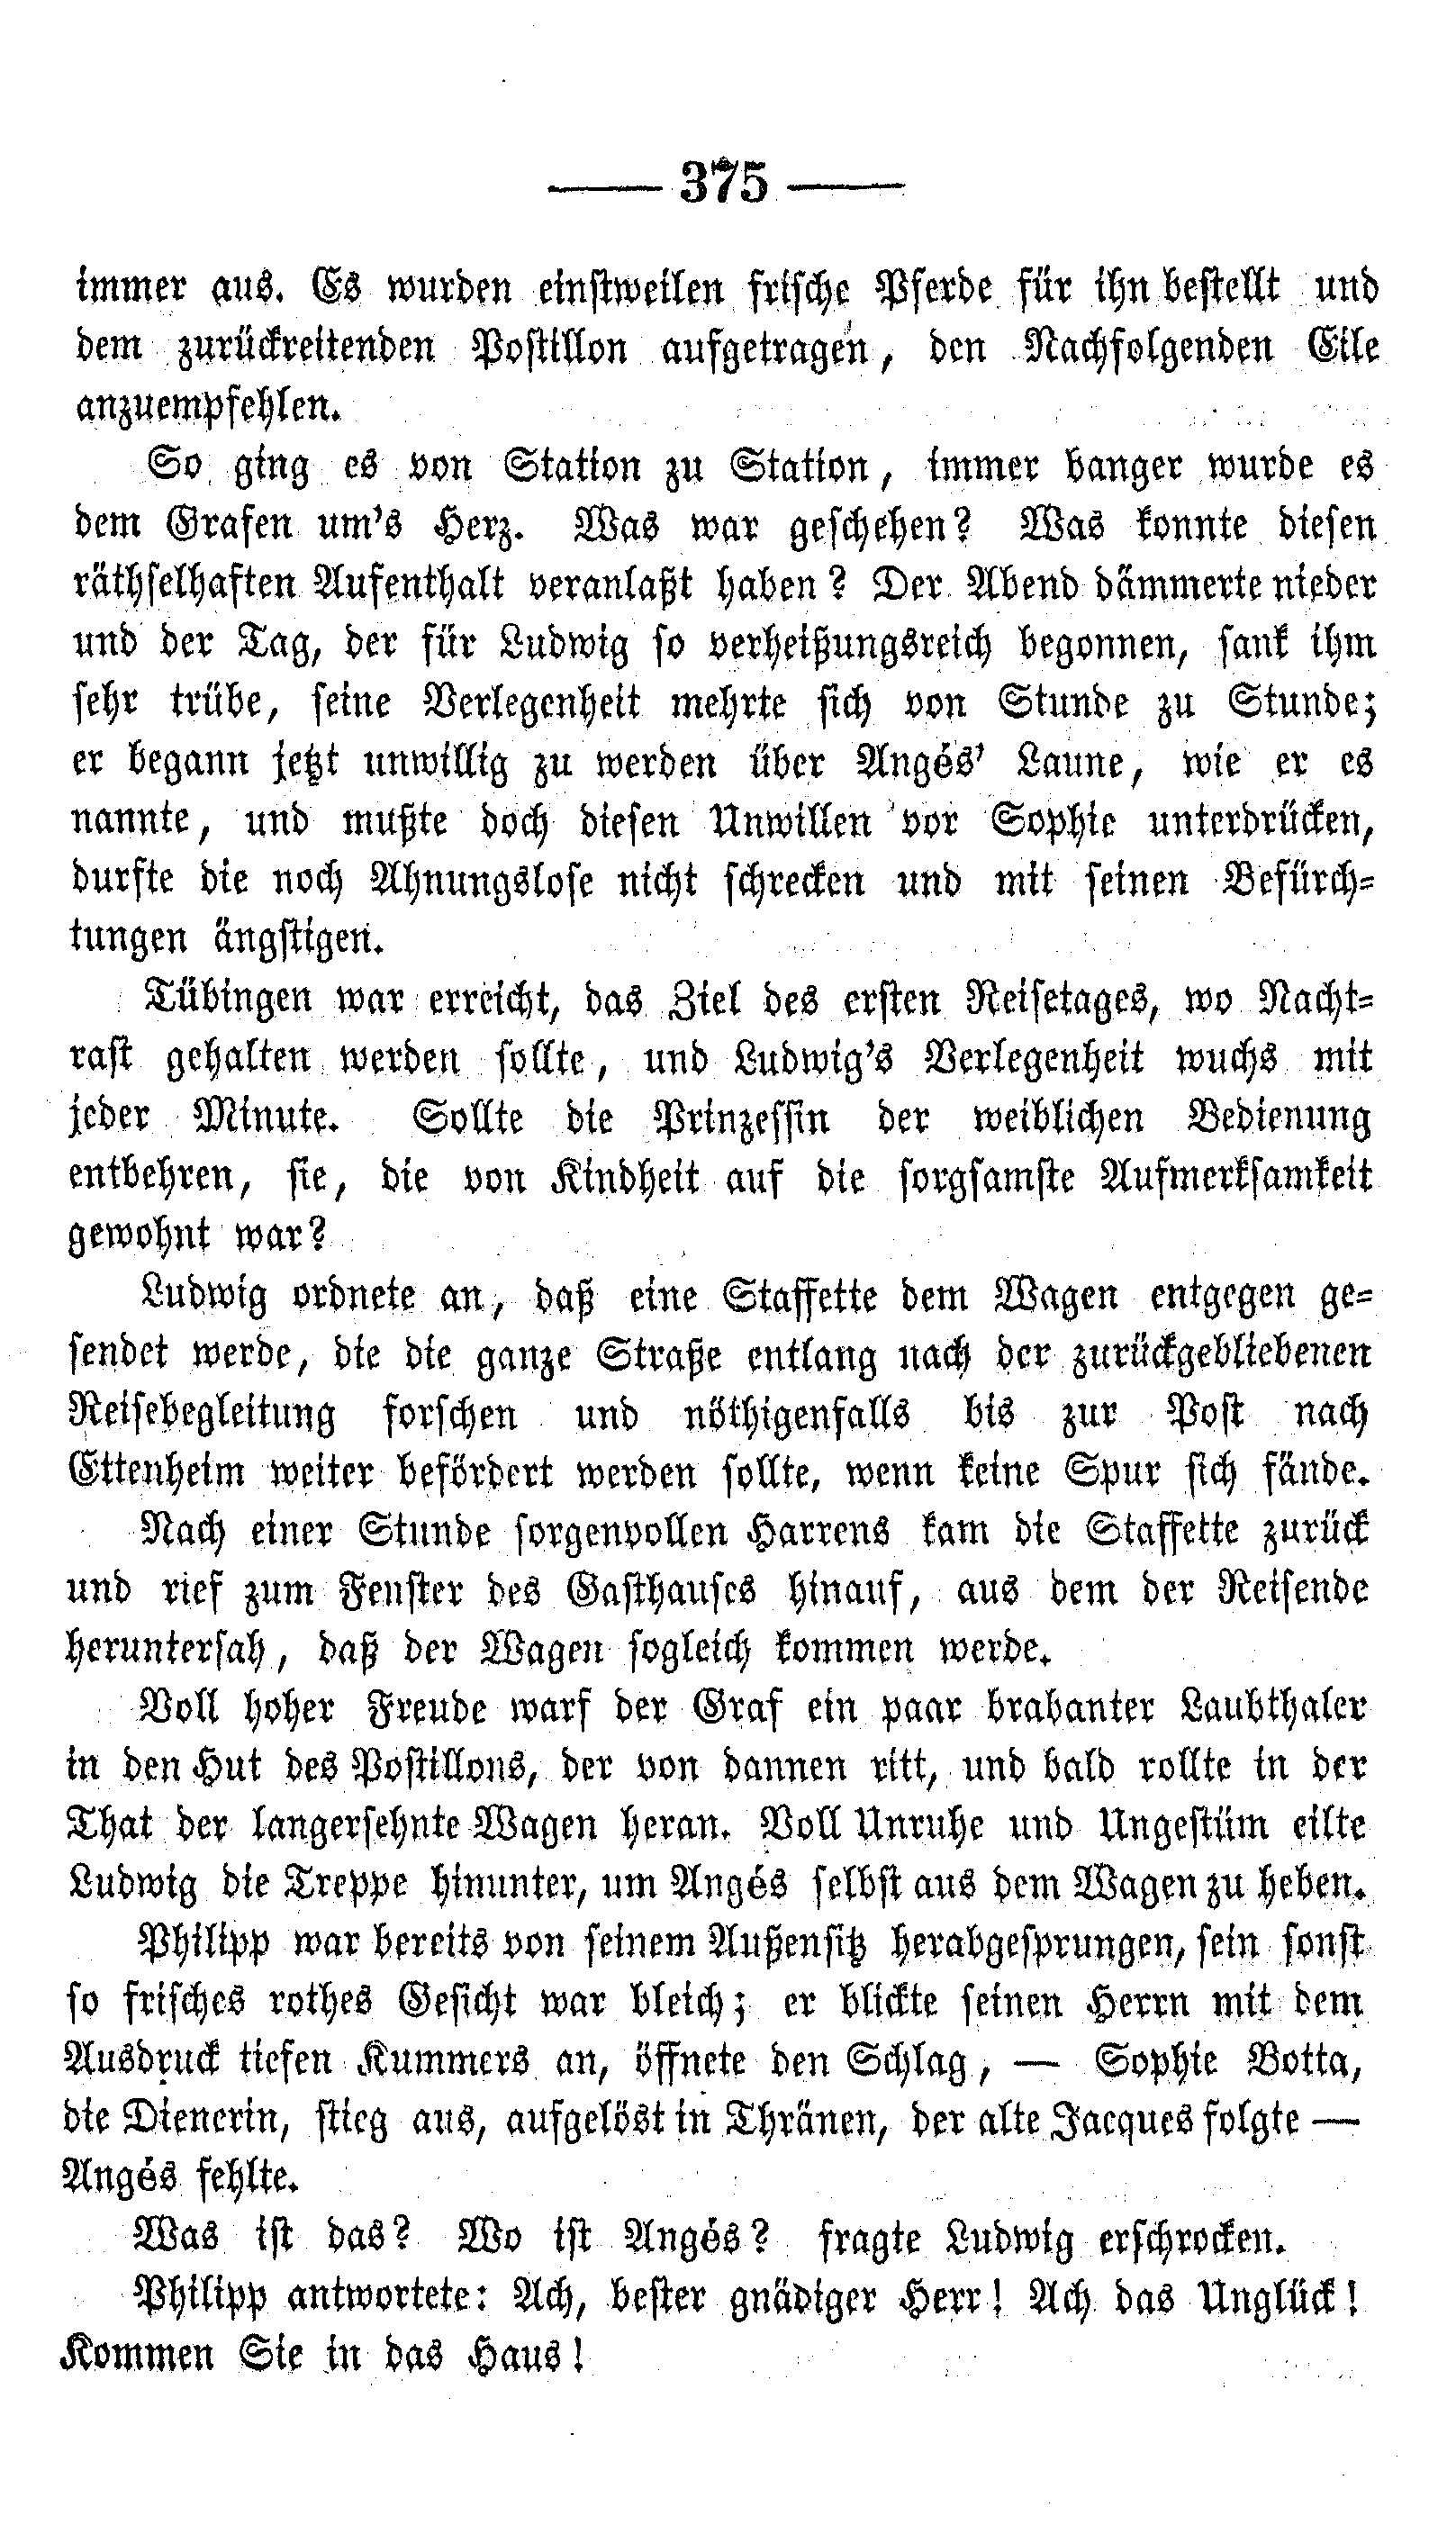 — 375 —
immer aus. Es wurden einstweilen frische Pferde für ihn bestellt und
dem zurückreitenden Postillon aufgetragen, den Nachfolgenden Eile
anzuempfehlen.
So ging es von Station zu Station, immer banger wurde es
dem Grafen um's Herz. Was war geschehen? Was konnte diesen
räthselhaften Aufenthalt veranlaßt haben? Der Abend dämmerte nieder
und der Tag, der für Ludwig so verheißungsreich begonnen, sank ihm
sehr trübe, seine Verlegenheit mehrte sich von Stunde zu Stunde;
er begann jetzt unwillig zu werden über Angés' Laune, wie er es
nannte, und mußte doch diesen Unwillen vor Sophie unterdrücken,
durfte die noch Ahnungslose nicht schrecken und mit seinen Befürch-
tungen ängstigen.
Tübingen war erreicht, das Ziel des ersten Reisetages, wo Nacht-
rast gehalten werden sollte, und Ludwig's Verlegenheit wuchs mit
jeder Minute. Sollte die Prinzessin der weiblichen Bedienung
entbehren, sie, die von Kindheit auf die sorgsamste Aufmerksamkeit
gewohnt war?
Ludwig ordnete an, daß eine Staffette dem Wagen entgegen ge-
sendet werde, die die ganze Straße entlang nach der zurückgebliebenen
Reisebegleitung forschen und nöthigenfalls bis zur Post nach
Ettenheim weiter befördert werden sollte, wenn keine Spur sich fände.
Nach einer Stunde sorgenvollen Harrens kam die Staffette zurück
und rief zum Fenster des Gasthauses hinauf, aus dem der Reisende
heruntersah, daß der Wagen sogleich kommen werde.
Voll hoher Freude warf der Graf ein paar brabanter Laubthaler
in den Hut des Postillons, der von dannen ritt, und bald rollte in der
That der langersehnte Wagen heran. Voll Unruhe und Ungestüm eilte
Ludwig die Treppe hinunter, um Angés selbst aus dem Wagen zu heben.
Philipp war bereits von seinem Außensitz herabgesprungen, sein sonst
so frisches rothes Gesicht war bleich; er blickte seinen Herrn mit dem
Ausdruck tiefen Kummers an, öffnete den Schlag, — Sophie Botta,
die Dienerin, stieg aus, aufgelöst in Thränen, der alte Jacques folgte —
Angés fehlte.
Was ist das? Wo ist Angés? fragte Ludwig erschrocken.
Philipp antwortete: Ach, bester gnädiger Herr! Ach das Unglück!
Kommen Sie in das Haus!